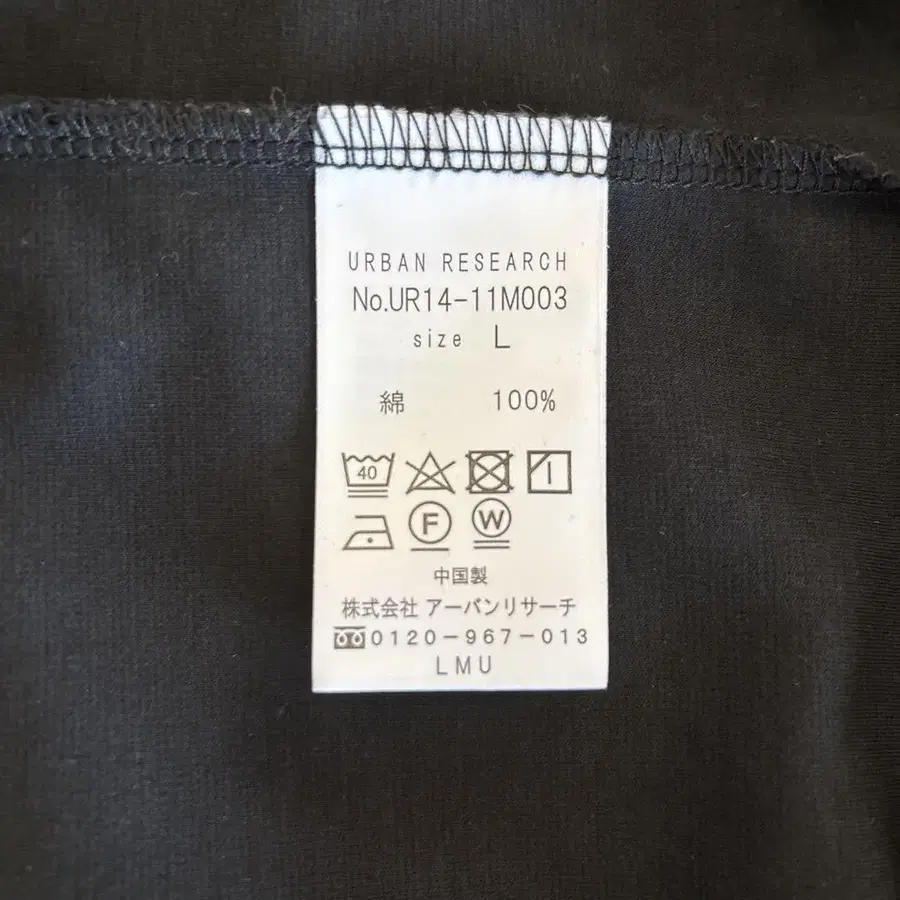 URBAN RESEARCH
No.UR14-11M003
size L
綿 100%
40
F W
中国製
株式会社 アーバンリサーチ
0120-967-013
LMU